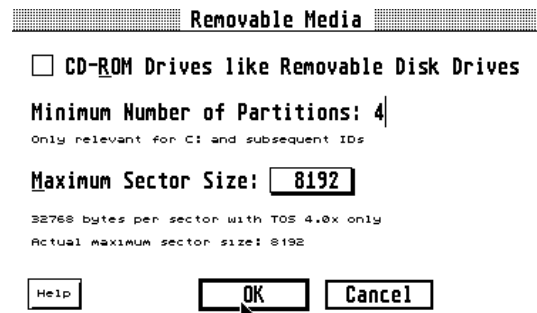 Removable Media
CD-ROM Drives like Removable Disk Drives
Minimum Number of Partitions: 4
Only relevant for C: and subsequent IDs
Maximum Sector Size: 8192
32768 bytes per sector with TOS 4.0x only
Actual maximum sector size: 8192
Help OK Cancel